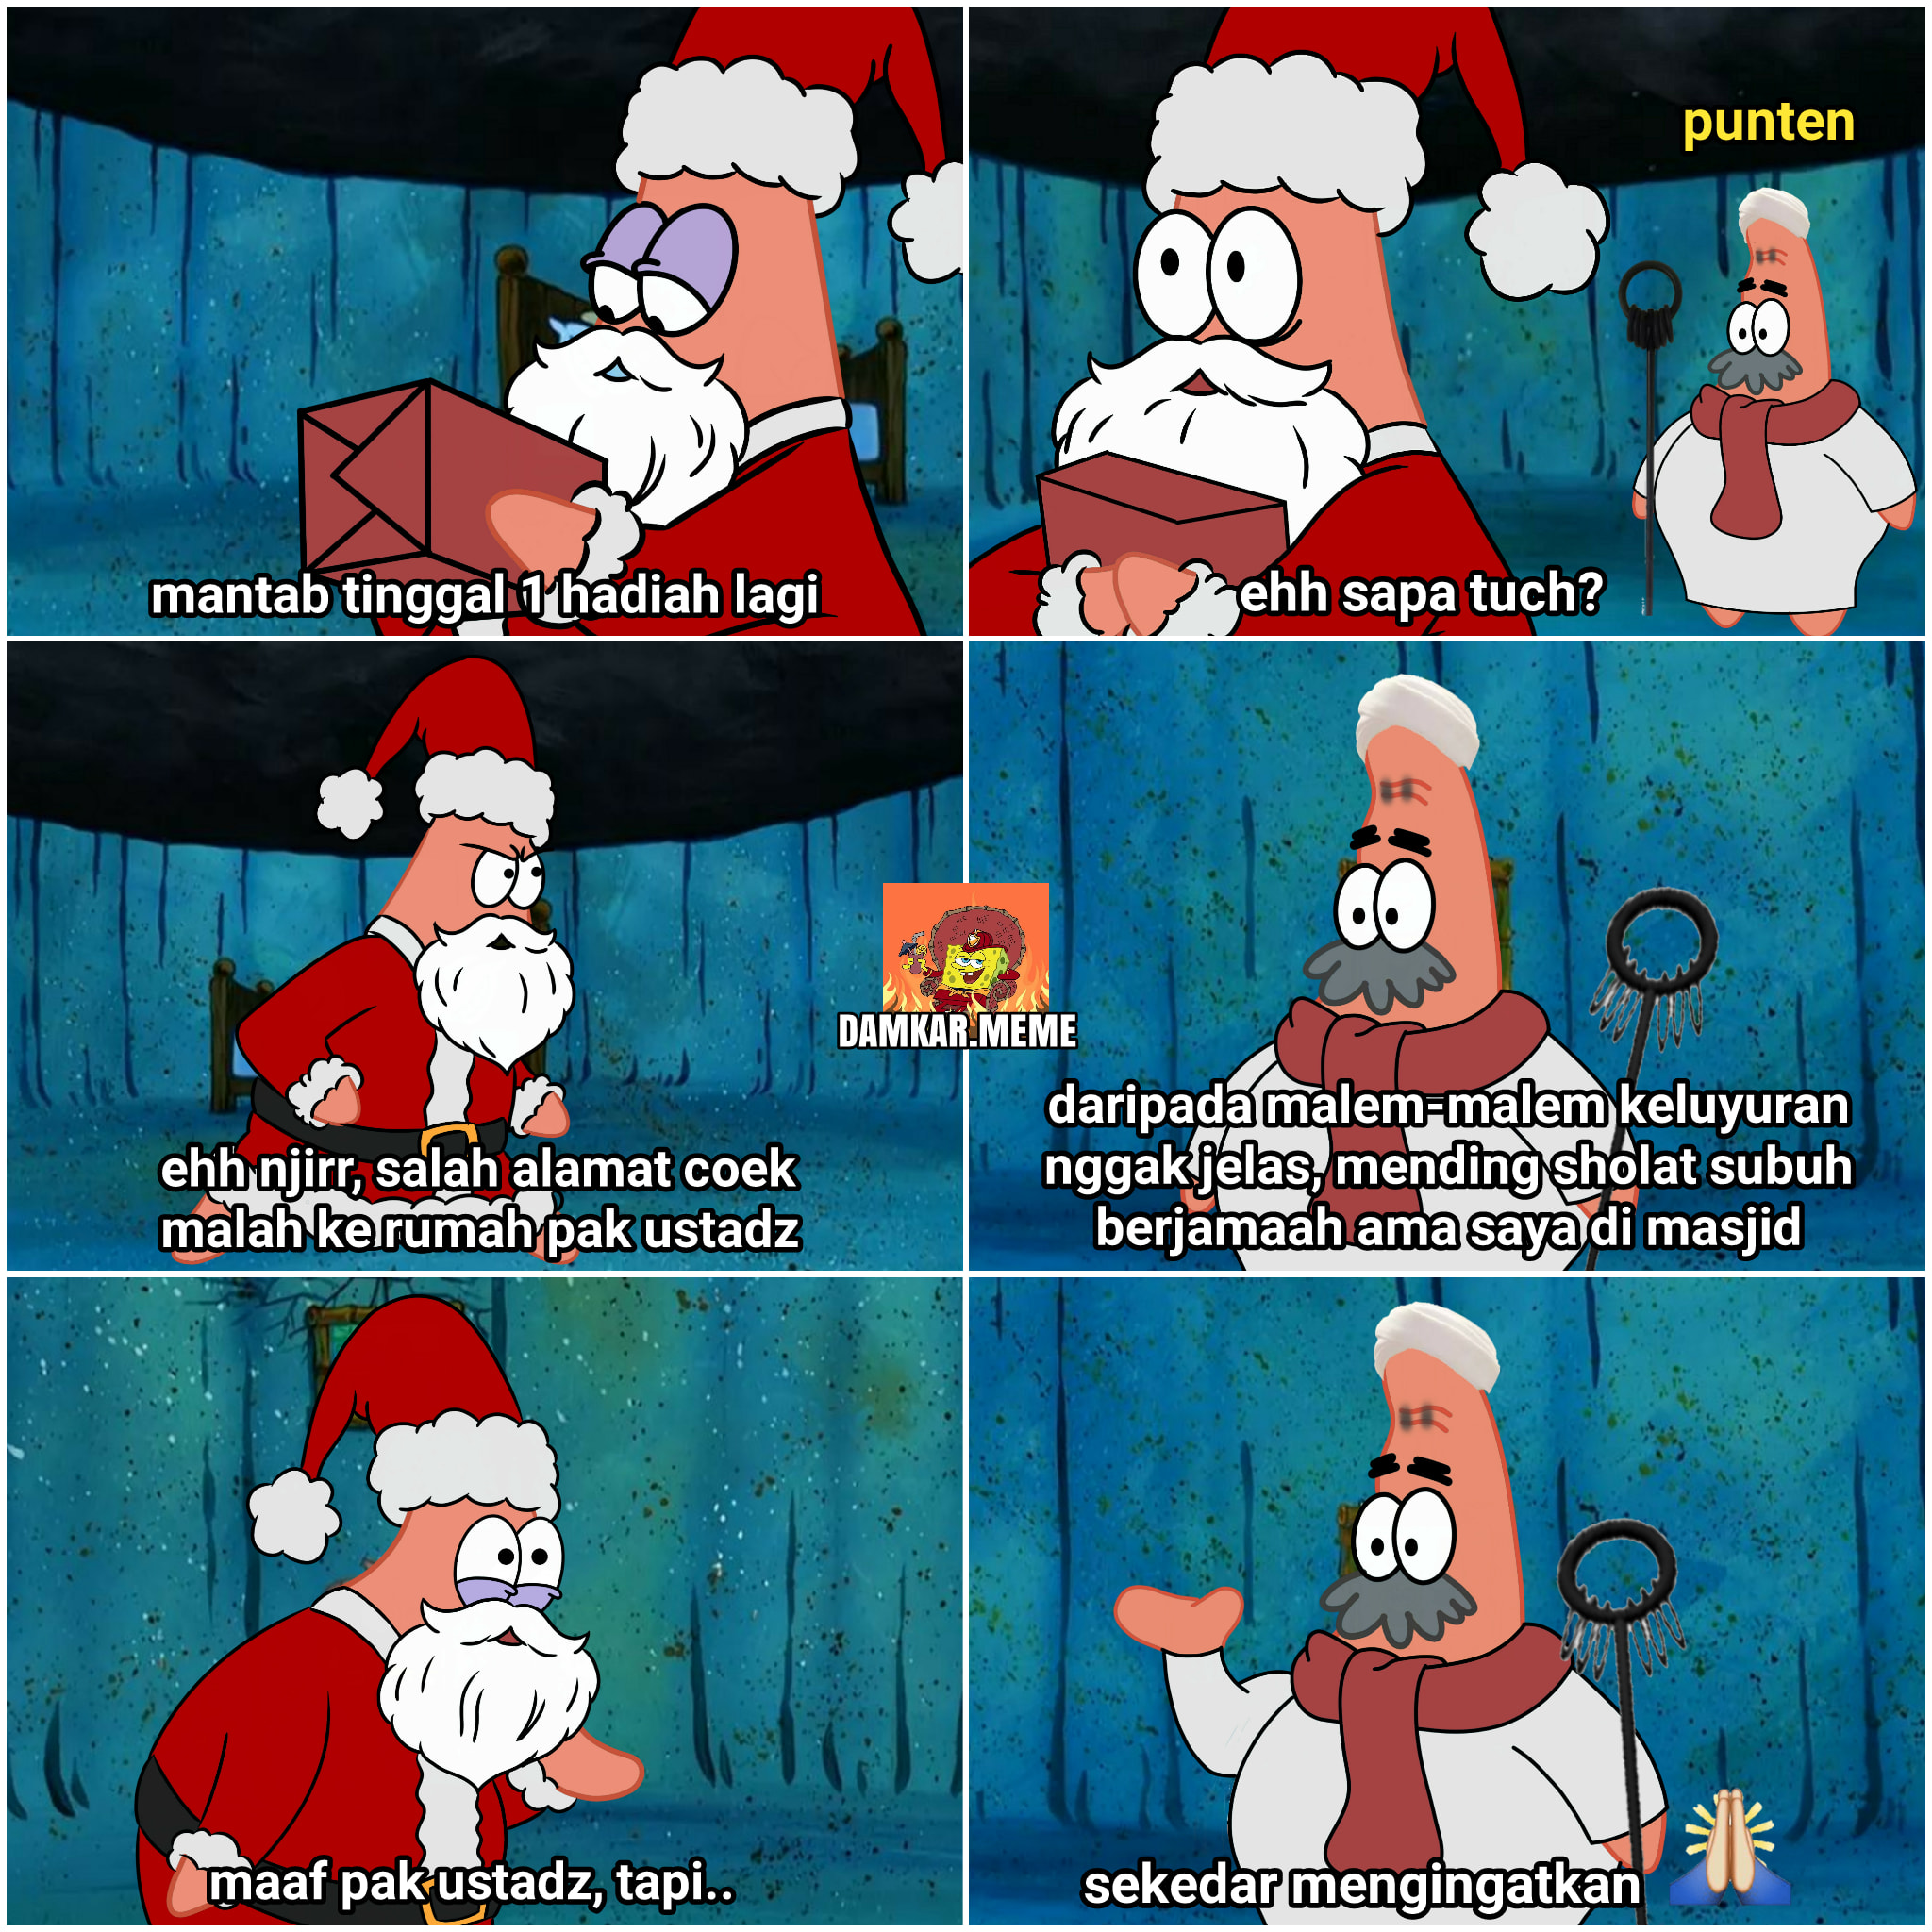 mantab tinggal 1 hadiah lagi
punten
ehh sapa tuch?
ehh njirr, salah alamat coek
malah ke rumah pak ustadz
daripada malem-malem keluyuran
nggak jelas, mending sholat subuh
berjamaah ama saya di masjid
DAMKAR.MEME
maaf pak ustadz, tapi..
sekedar mengingatkan 🙏